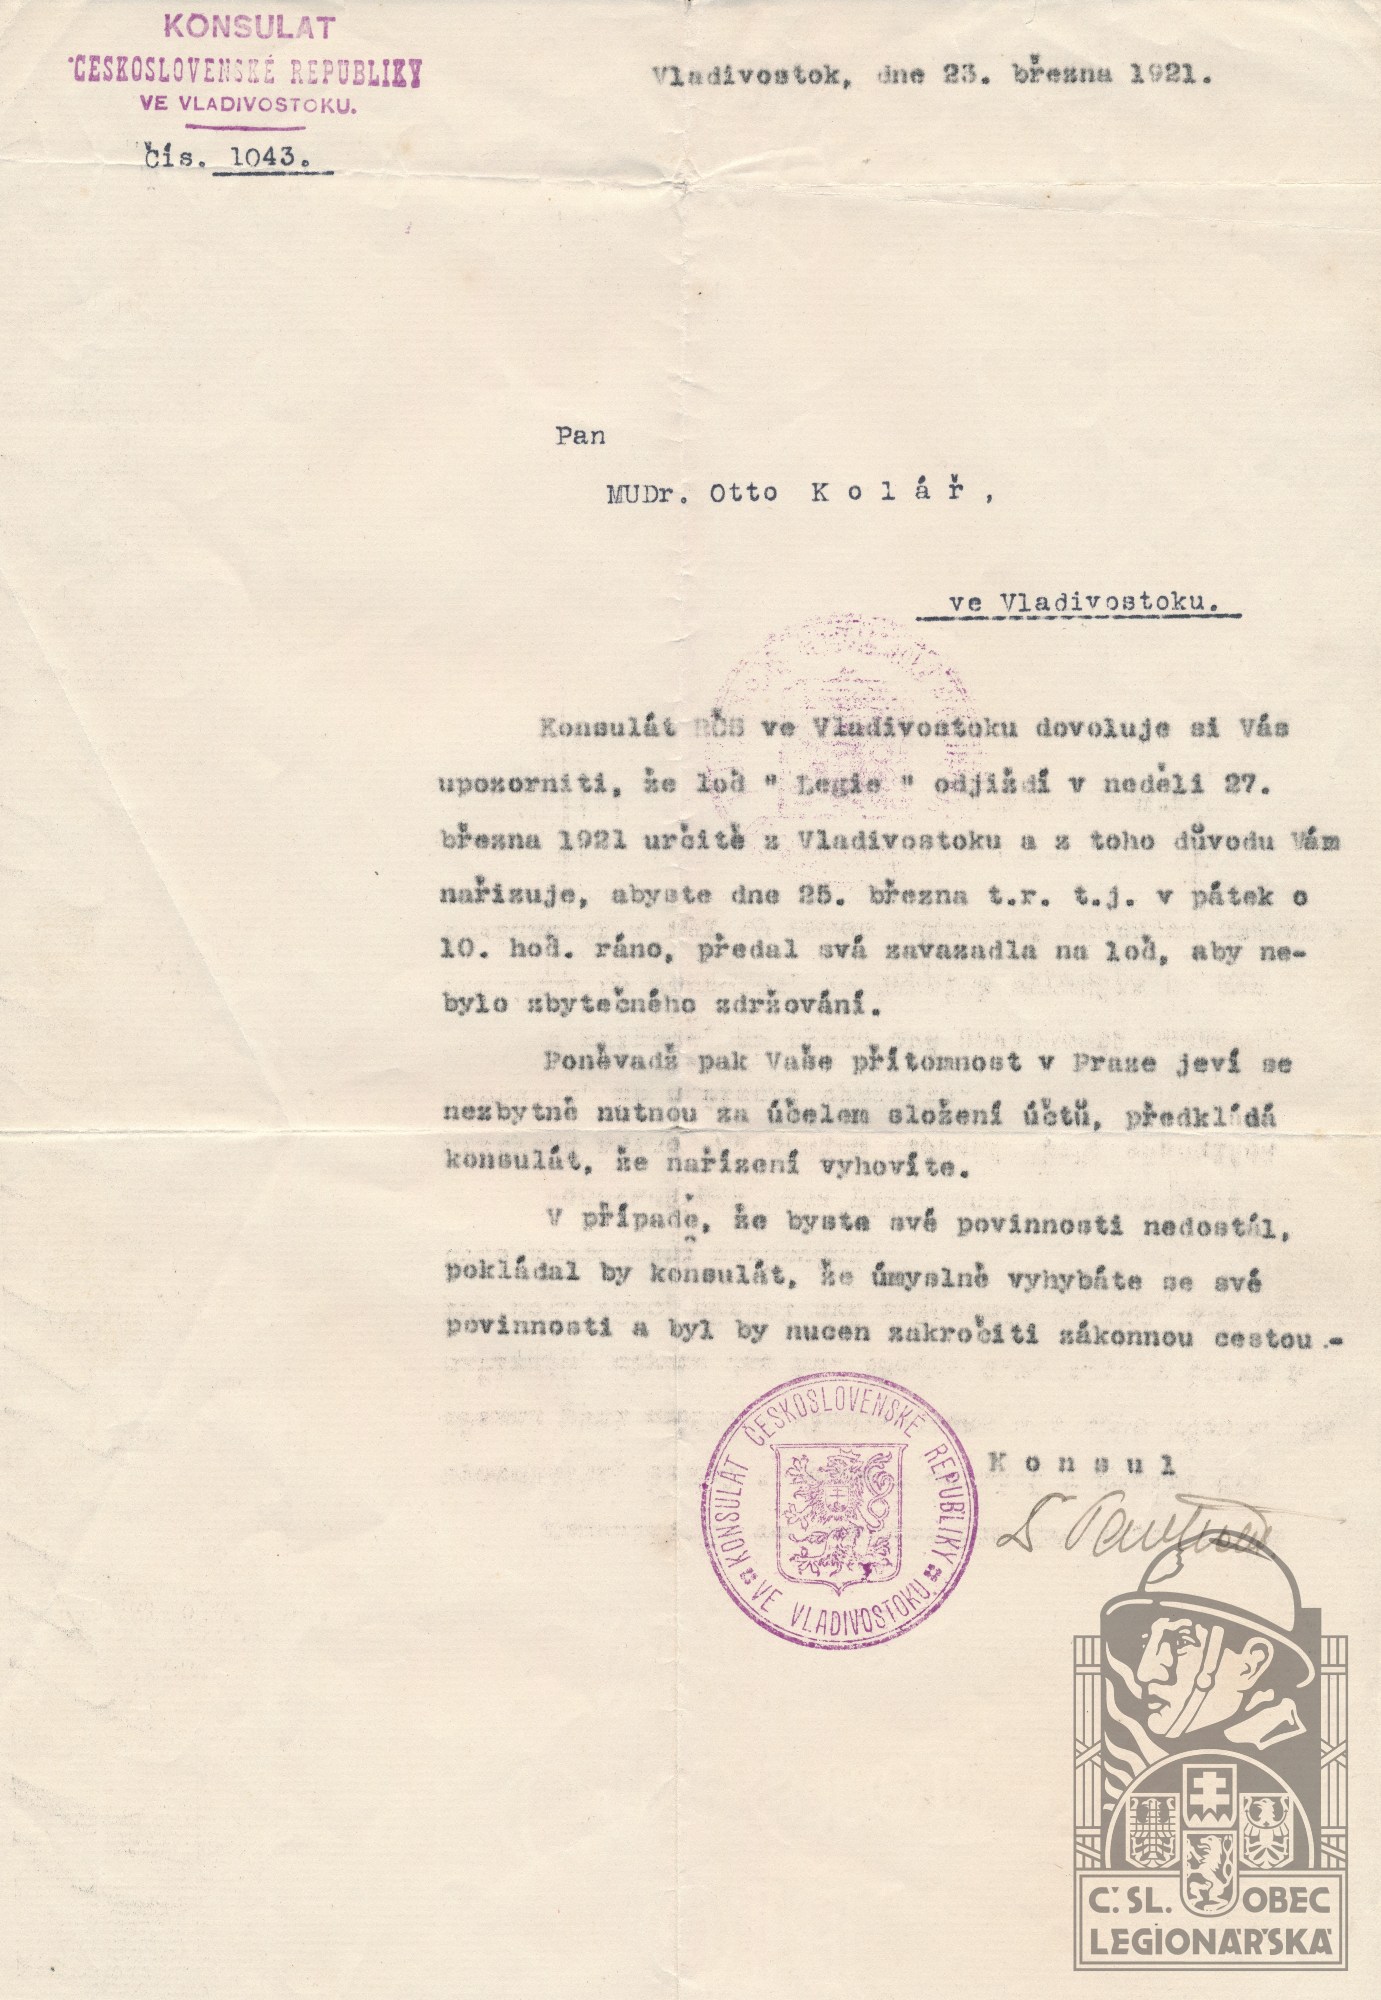 KONSULAT
ČESKOSLOVENSKÉ REPUBLIKY
VE VLADIVOSTOKU.
Čís. 1043.
Vladivostok, dne 23. března 1921.
Pan
MUDr. Otto K o l á ř ,
ve Vladivostoku.
Konsulát RČS ve Vladivostoku dovoluje si Vás
upozorniti, že loď " Legie " odjíždí v neděli 27.
března 1921 určitě z Vladivostoku a z toho důvodu Vám
nařizuje, abyste dne 25. března t.r. t.j. v pátek o
10. hod. ráno, předal svá zavazadla na loď, aby ne-
bylo zbytečného zdržování.
Poněvadž pak Vaše přítomnost v Praze jeví se
nezbytně nutnou za účelem složení účtů, předkládá
konsulát, že nařízení vyhovíte.
V případě, že byste své povinnosti nedostál,
pokládal by konsulát, že úmyslně vyhybáte se své
povinnosti a byl by nucen zakročiti zákonnou cestou.-
KONSULÁT ČESKOSLOVENSKÉ REPUBLIKY
VE VLADIVOSTOKU.
K o n s u l
Č.SL. OBEC
LEGIONÁŘSKÁ